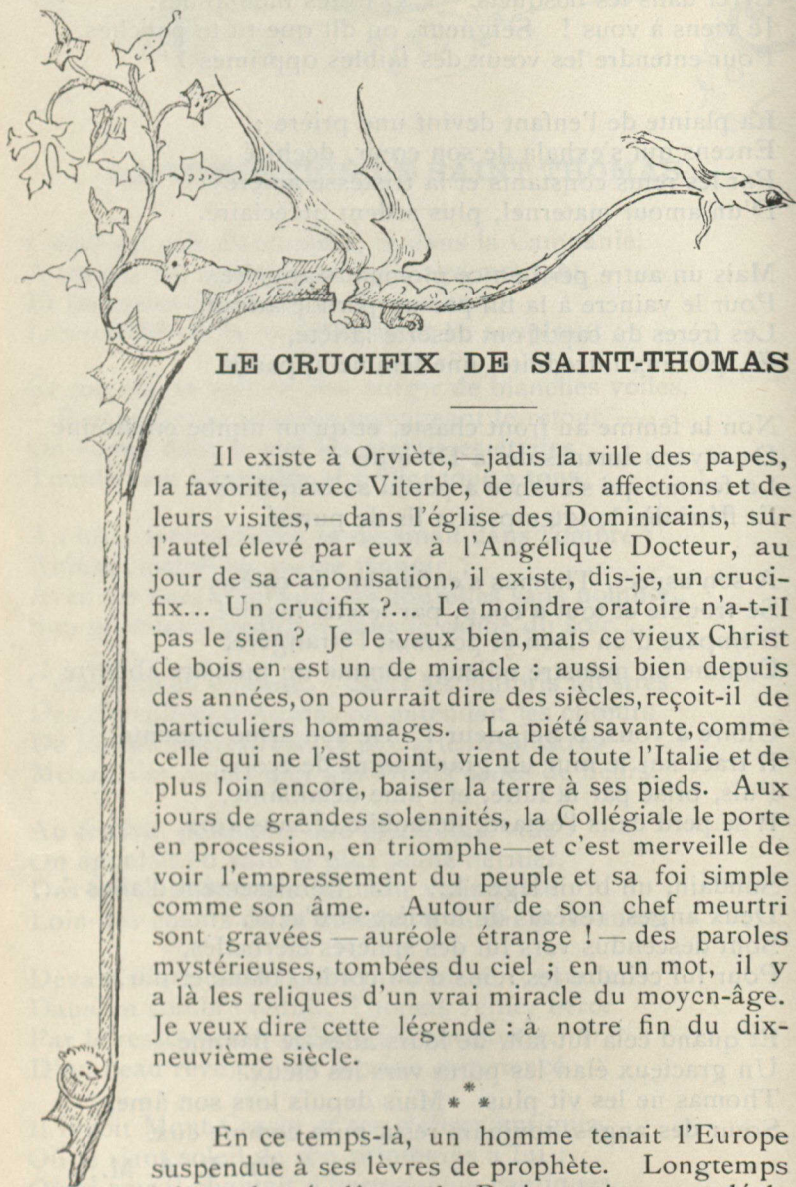 LE CRUCIFIX DE SAINT-THOMAS
Il existe à Orviète,—jadis la ville des papes,
la favorite, avec Viterbe, de leurs affections et de
leurs visites,—dans l'église des Dominicains, sur
l'autel élevé par eux à l'Angélique Docteur, au
jour de sa canonisation, il existe, dis-je, un cruci-
fix... Un crucifix ?... Le moindre oratoire n'a-t-il
pas le sien ? Je le veux bien, mais ce vieux Christ
de bois en est un de miracle : aussi bien depuis
des années, on pourrait dire des siècles, reçoit-il de
particuliers hommages. La piété savante, comme
celle qui ne l'est point, vient de toute l'Italie et de
plus loin encore, baiser la terre à ses pieds. Aux
jours de grandes solennités, la Collégiale le porte
en procession, en triomphe—et c'est merveille de
voir l'empressement du peuple et sa foi simple
comme son âme. Autour de son chef meurtri
sont gravées — auréole étrange ! — des paroles
mystérieuses, tombées du ciel ; en un mot, il y
a là les reliques d'un vrai miracle du moyen-âge.
Je veux dire cette légende : à notre fin du dix-
neuvième siècle.
* * *
En ce temps-là, un homme tenait l'Europe
suspendue à ses lèvres de prophète. Longtemps